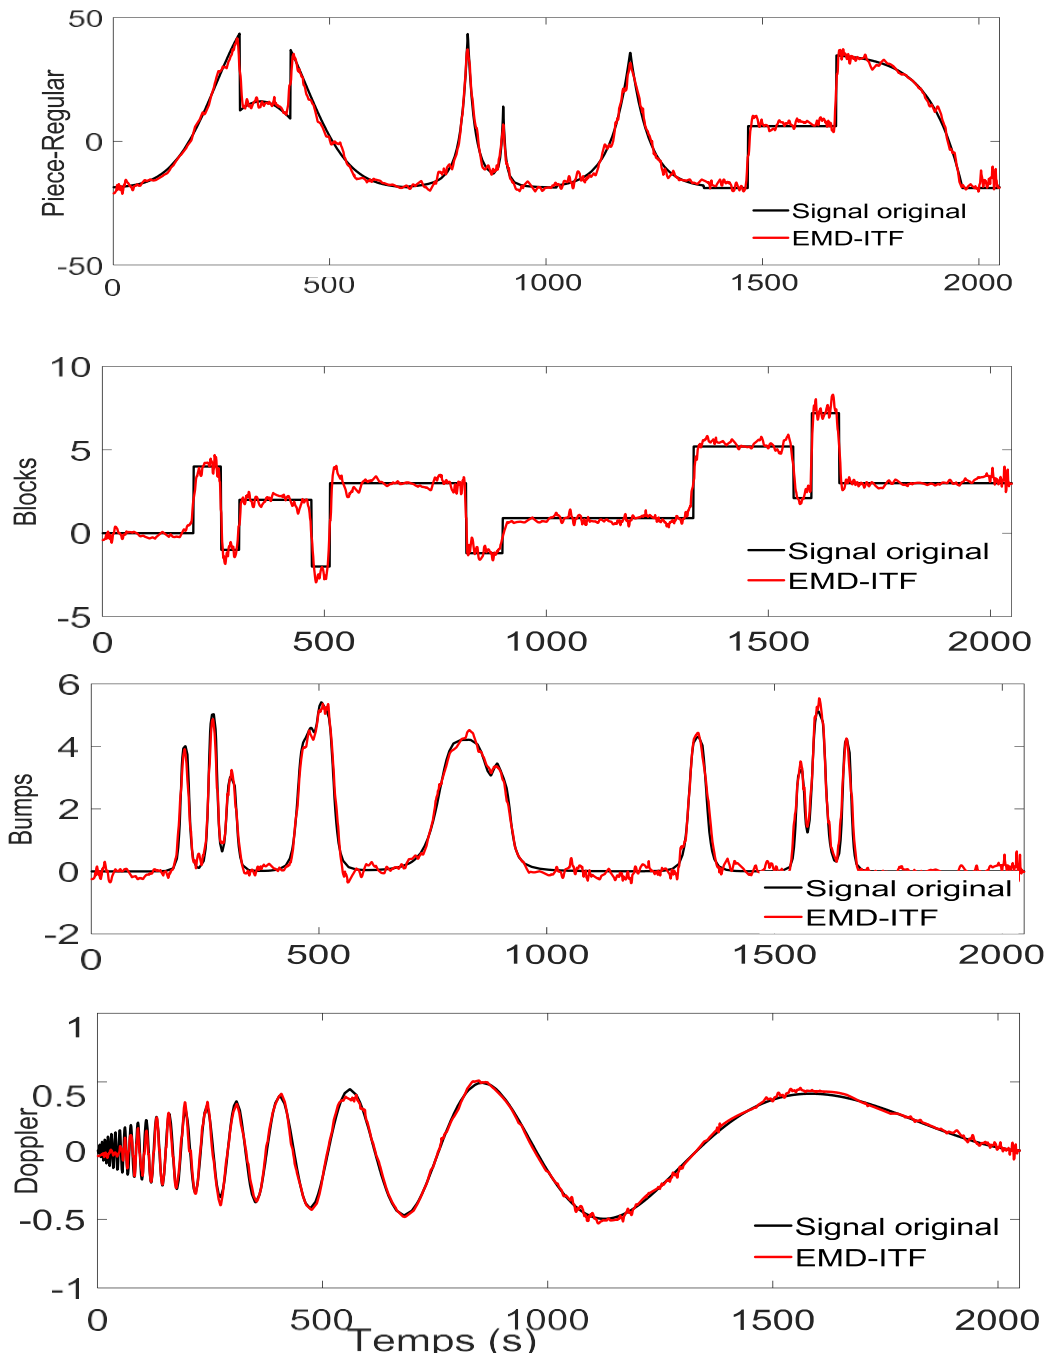 50
0
-50
Piece-Regular
Signal original
EMD-ITF
0 500 1000 1500 2000
10
5
0
-5
Blocks
Signal original
EMD-ITF
0 500 1000 1500 2000
6
4
2
0
-2
Bumps
Signal original
EMD-ITF
0 500 1000 1500 2000
1
0.5
0
-0.5
-1
Doppler
Signal original
EMD-ITF
0 500 1000 1500 2000
Temps (s)